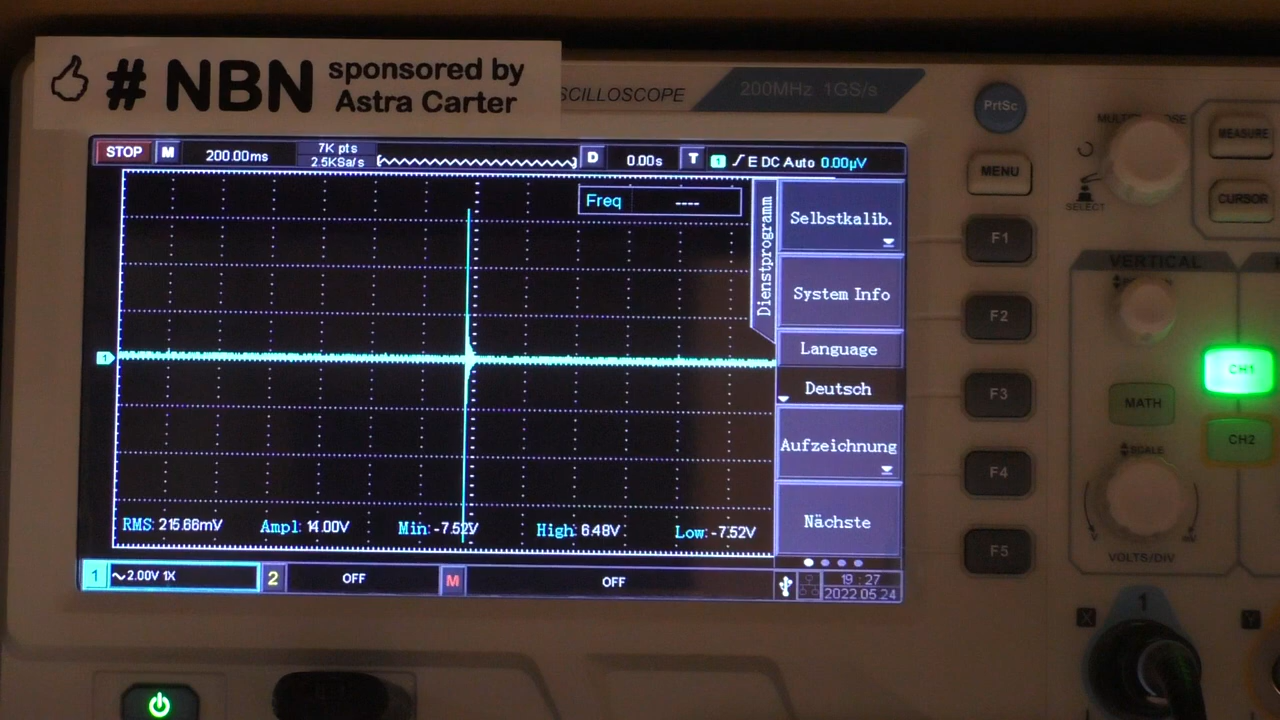 # NBN sponsored by
Astra Carter
SCILLOSCOPE 200MHz 1GS/s
PrtSc
MENU
F1
F2
F3
F4
F5
MEASURE
CURSOR
SELECT
VERTICAL
CH1
MATH
CH2
SCALE
VOLTS/DIV
1
X
Y
STOP M 200.00ms 7K pts
2.5KSa/s D 0.00s T 1 E DC Auto 0.00μV
Freq ----
Dienstprogramm
Selbstkalib.
System Info
Language
Deutsch
Aufzeichnung
Nächste
1
RMS: 215.66mV Ampl: 14.00V Min: -7.52V High: 6.48V Low: -7.52V
1 ~2.00V 1X 2 OFF M OFF
19:27
2022.05.24